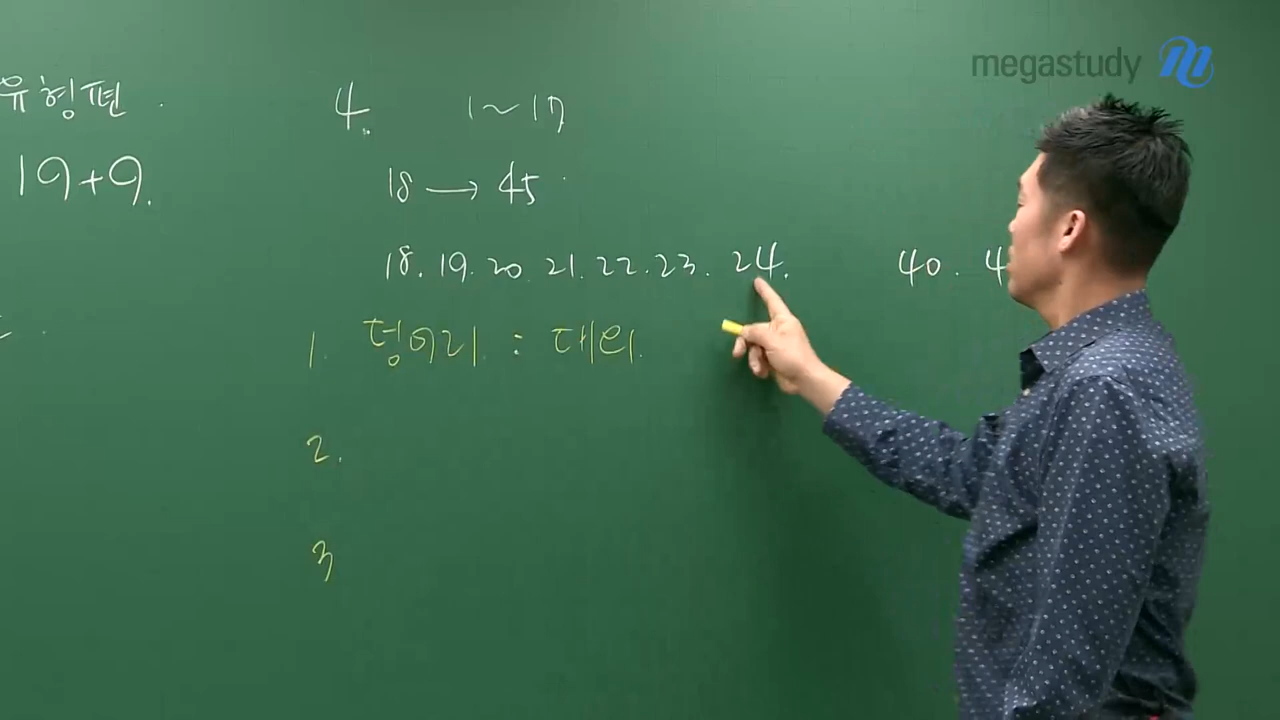 megastudy
유형편.
19+9.
4. 1~17
18 → 45.
18. 19. 20 21. 22. 23. 24. 40. 4
1. 덩어리 : 대의.
2.
3